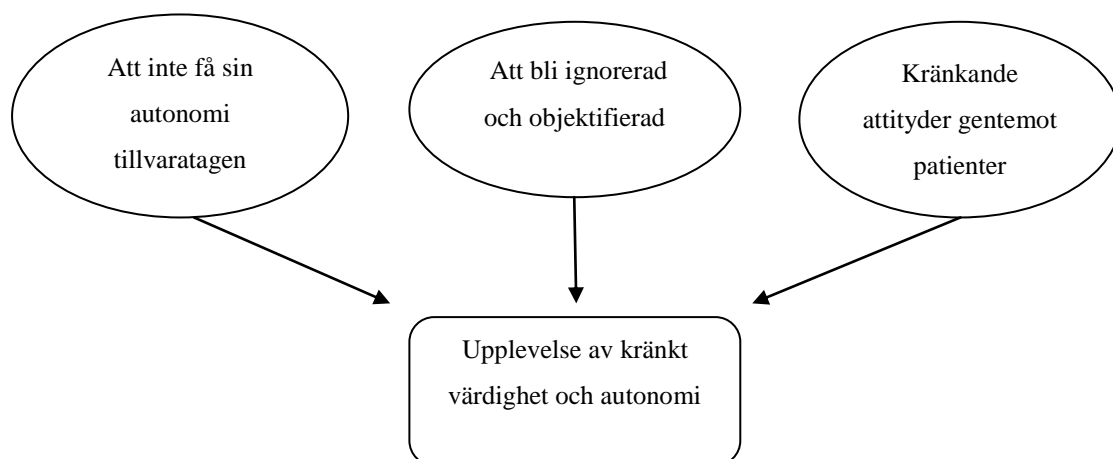 Att inte få sin
autonomi
tillvaratagen
Att bli ignorerad
och objektifierad
Kränkande
attityder gentemot
patienter
Upplevelse av kränkt
värdighet och autonomi